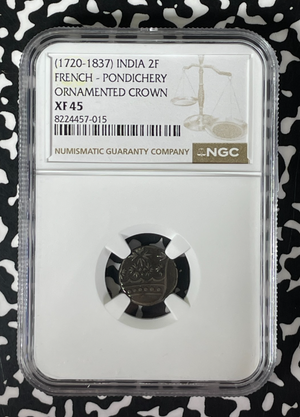 (1720-1837) INDIA 2F
FRENCH - PONDICHERY
ORNAMENTED CROWN
XF 45
8224457-015
NUMISMATIC GUARANTY COMPANY
NGC